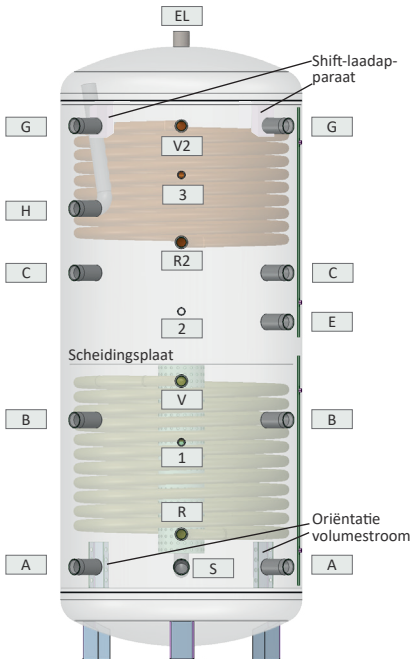 EL
Shift-laadap-
paraat
G
G
V2
3
H
R2
C
C
2
E
Scheidingsplaat
V
B
B
1
R
Oriëntatie
volumestroom
A
S
A